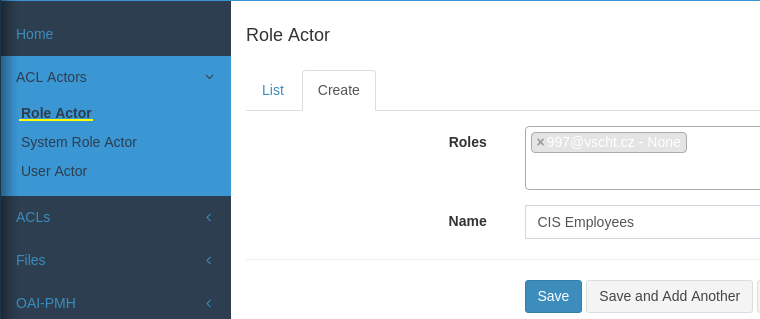 Home
ACL Actors
Role Actor
System Role Actor
User Actor
ACLs
Files
OAI-PMH
Role Actor
List Create
Roles ×997@vscht.cz - None
Name CIS Employees
Save Save and Add Another